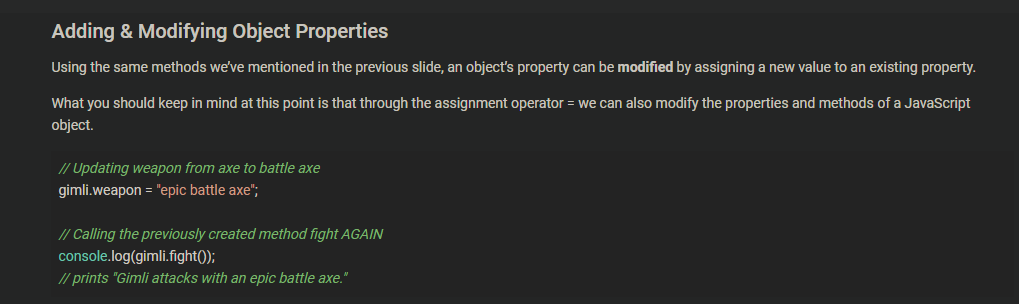 Adding & Modifying Object Properties
Using the same methods we've mentioned in the previous slide, an object's property can be modified by assigning a new value to an existing property.
What you should keep in mind at this point is that through the assignment operator = we can also modify the properties and methods of a JavaScript
object.
// Updating weapon from axe to battle axe
gimli.weapon = "epic battle axe";
// Calling the previously created method fight AGAIN
console.log(gimli.fight());
// prints "Gimli attacks with an epic battle axe."